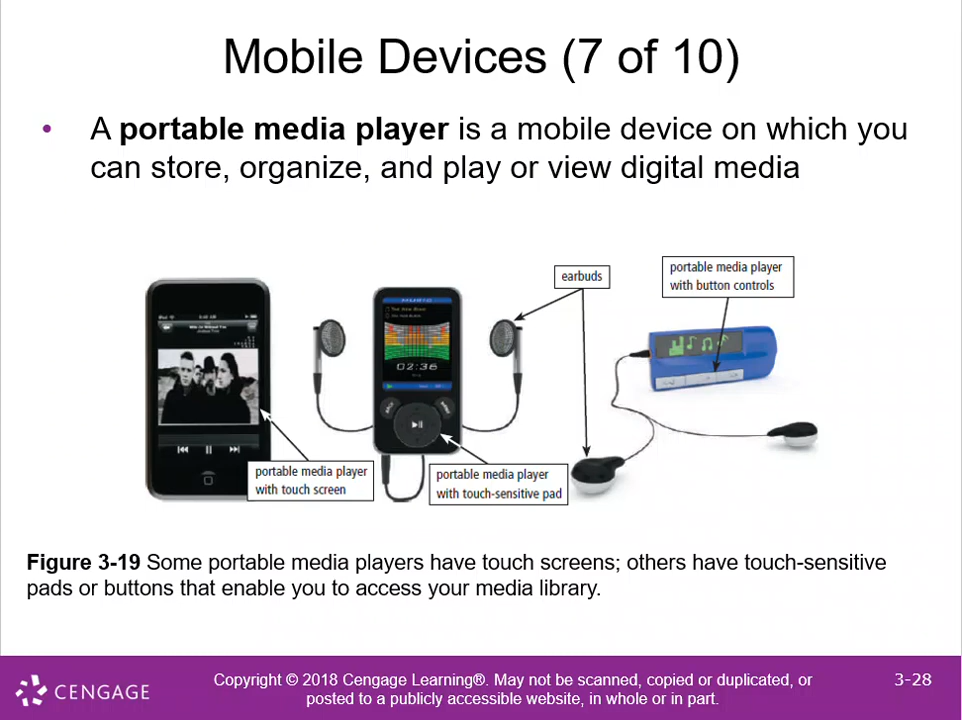 Mobile Devices (7 of 10)
• A portable media player is a mobile device on which you
can store, organize, and play or view digital media
earbuds
portable media player
with button controls
02:36
portable media player
with touch screen
portable media player
with touch-sensitive pad
Figure 3-19 Some portable media players have touch screens; others have touch-sensitive
pads or buttons that enable you to access your media library.
CENGAGE
Copyright © 2018 Cengage Learning®. May not be scanned, copied or duplicated, or
posted to a publicly accessible website, in whole or in part.
3-28